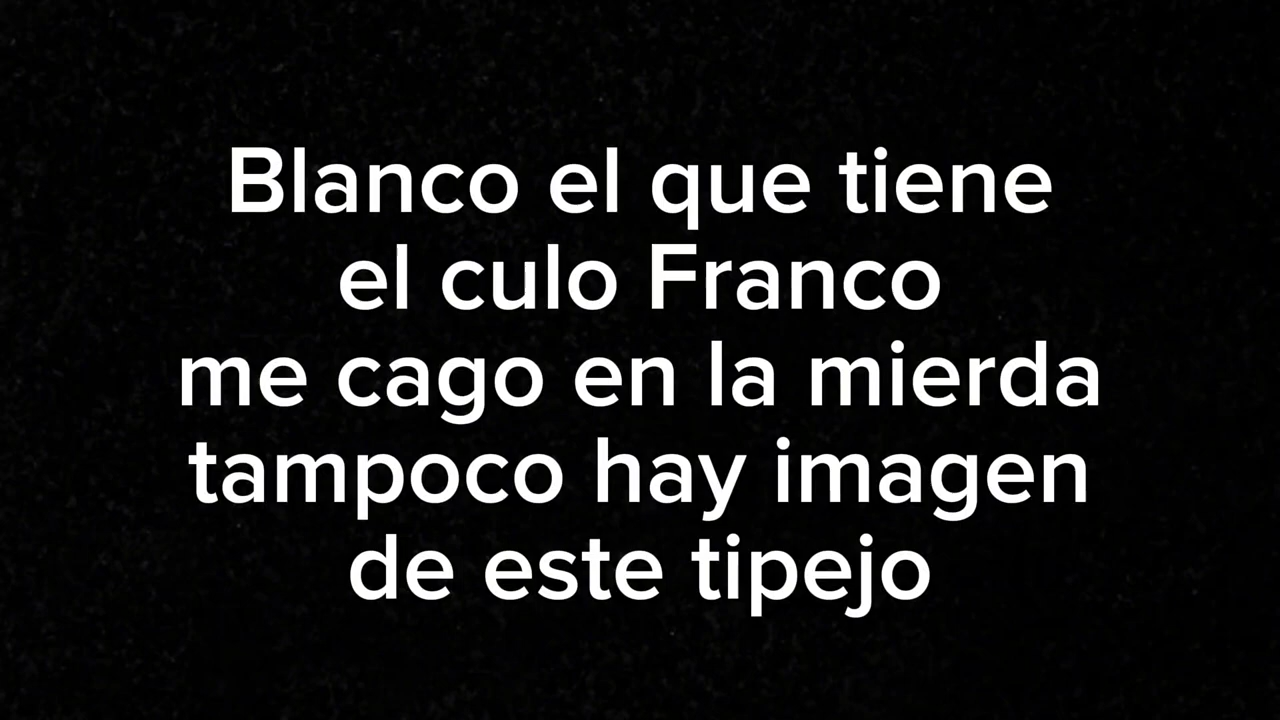 Blanco el que tiene
el culo Franco
me cago en la mierda
tampoco hay imagen
de este tipejo